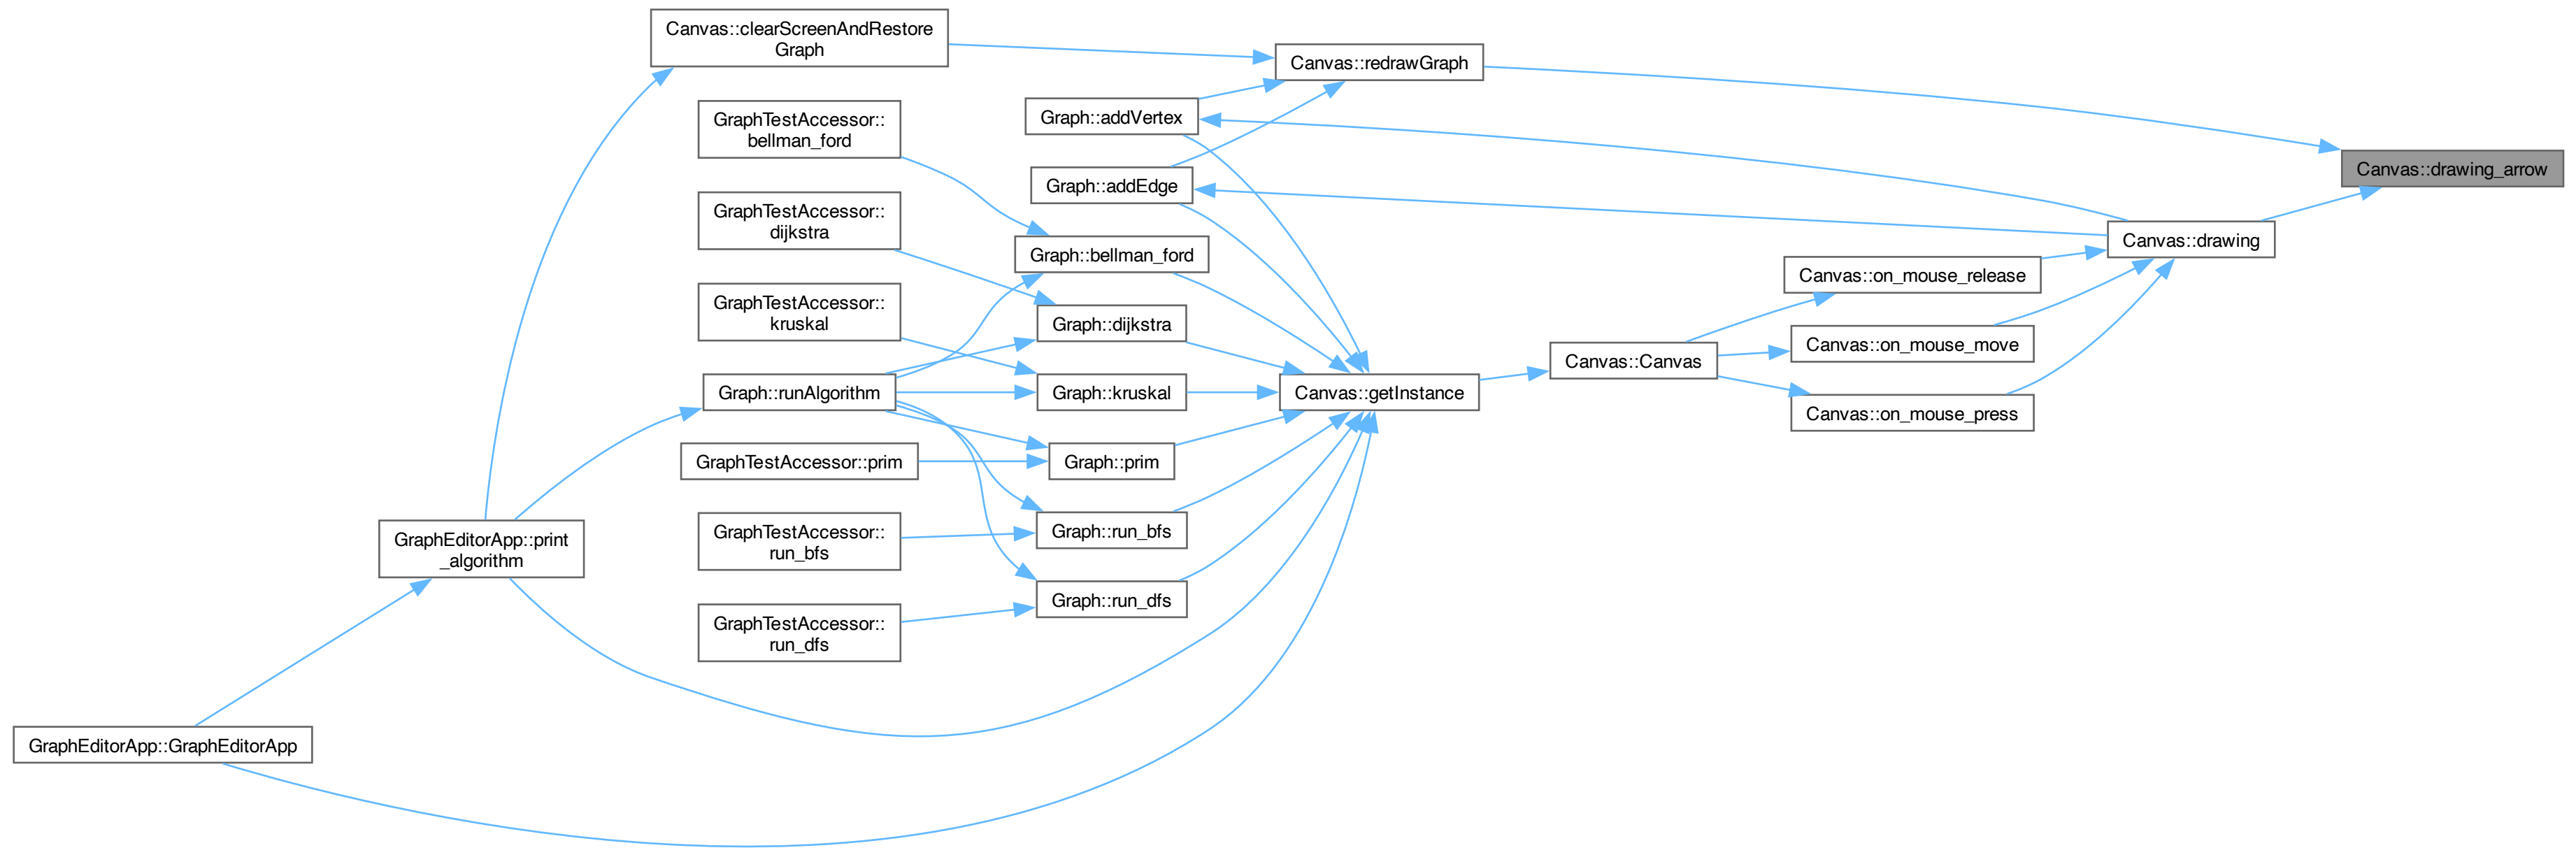 Canvas::clearScreenAndRestore
Graph
Canvas::redrawGraph
GraphTestAccessor::
bellman_ford
Graph::addVertex
Canvas::drawing_arrow
Graph::addEdge
GraphTestAccessor::
dijkstra
Graph::bellman_ford
Canvas::drawing
Canvas::on_mouse_release
GraphTestAccessor::
kruskal
Graph::dijkstra
Canvas::on_mouse_move
Canvas::Canvas
Graph::runAlgorithm
Graph::kruskal
Canvas::getInstance
Canvas::on_mouse_press
GraphTestAccessor::prim
Graph::prim
GraphTestAccessor::
run_bfs
Graph::run_bfs
GraphEditorApp::print
_algorithm
Graph::run_dfs
GraphTestAccessor::
run_dfs
GraphEditorApp::GraphEditorApp